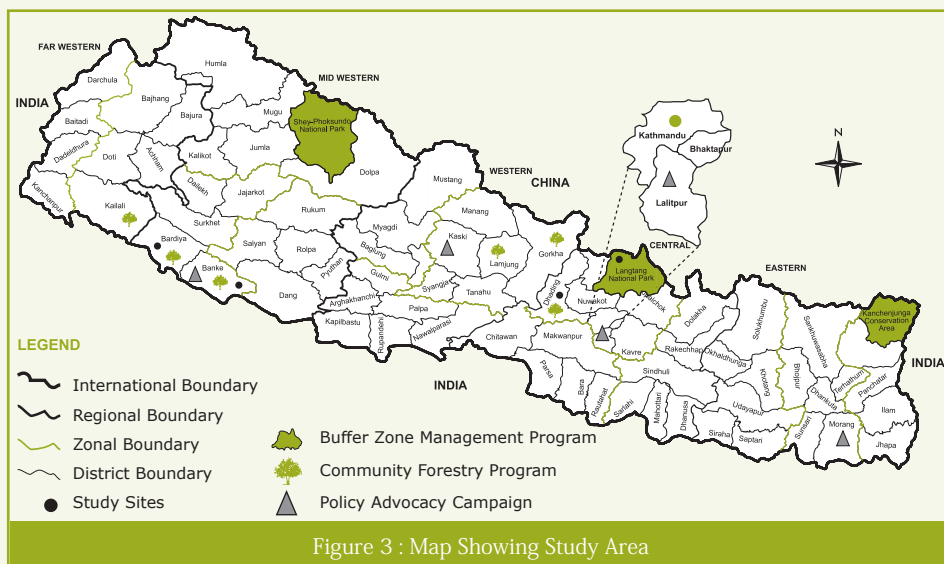 FAR WESTERN
Humla
Darchula
INDIA
MID WESTERN
Bajhang
Bajura
Mugu
Baitadi
Shey-Phoksundo
National Park
Dadeldhura
Doti
Achham
Kalikot
Jumla
Dolpa
Kanchanpur
Dailekh
Jajarkot
Mustang
WESTERN
CHINA
Kailali
Rukum
Manang
Surkhet
Myagdi
Bardiya
Salyan
Rolpa
Baglung
Kaski
Lamjung
Gorkha
Banke
Pyuthan
Gulmi
Syangja
Dang
Arghakhanchi
Tanahu
Dhading
Nuwakot
Palpa
Kapilbastu
Rupandehi
Nawalparasi
Chitawan
Makwanpur
INDIA
Kathmandu
Bhaktapur
Lalitpur
N
CENTRAL
Langtang
National Park
palchok
EASTERN
Dolakha
Solukhumbu
Sankhuwasabha
Kanchenjunga
Conservation
Area
INDIA
Kavre
Rakechhap
Okhaldhunga
Khotang
Bhojpur
Terhathum
Panchatar
Sindhuli
Dhankuta
Parsa
Bara
Rautahat
Sarlahi
Mahottari
Dhanusa
Siraha
Saptari
Udayapur
Sunsari
Morang
Ilam
Jhapa
LEGEND
International Boundary
Regional Boundary
Zonal Boundary
District Boundary
Study Sites
Buffer Zone Management Program
Community Forestry Program
Policy Advocacy Campaign
Figure 3 : Map Showing Study Area